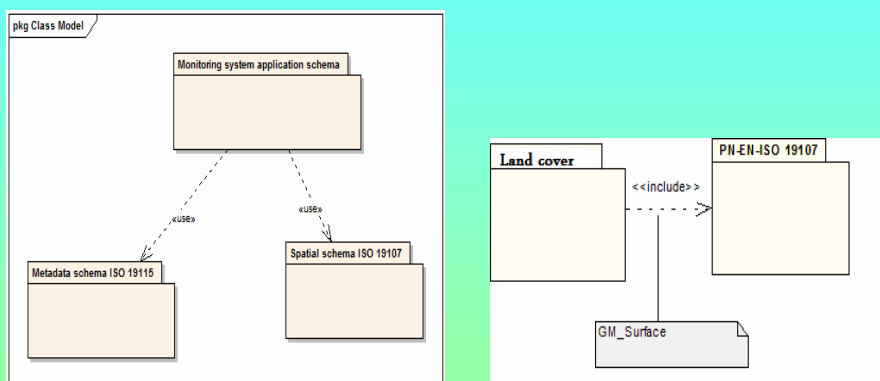 pkg Class Model
Monitoring system application schema
«use»
«use»
Metadata schema ISO 19115
Spatial schema ISO 19107
Land cover
PN-EN-ISO 19107
<<include>>
GM_Surface